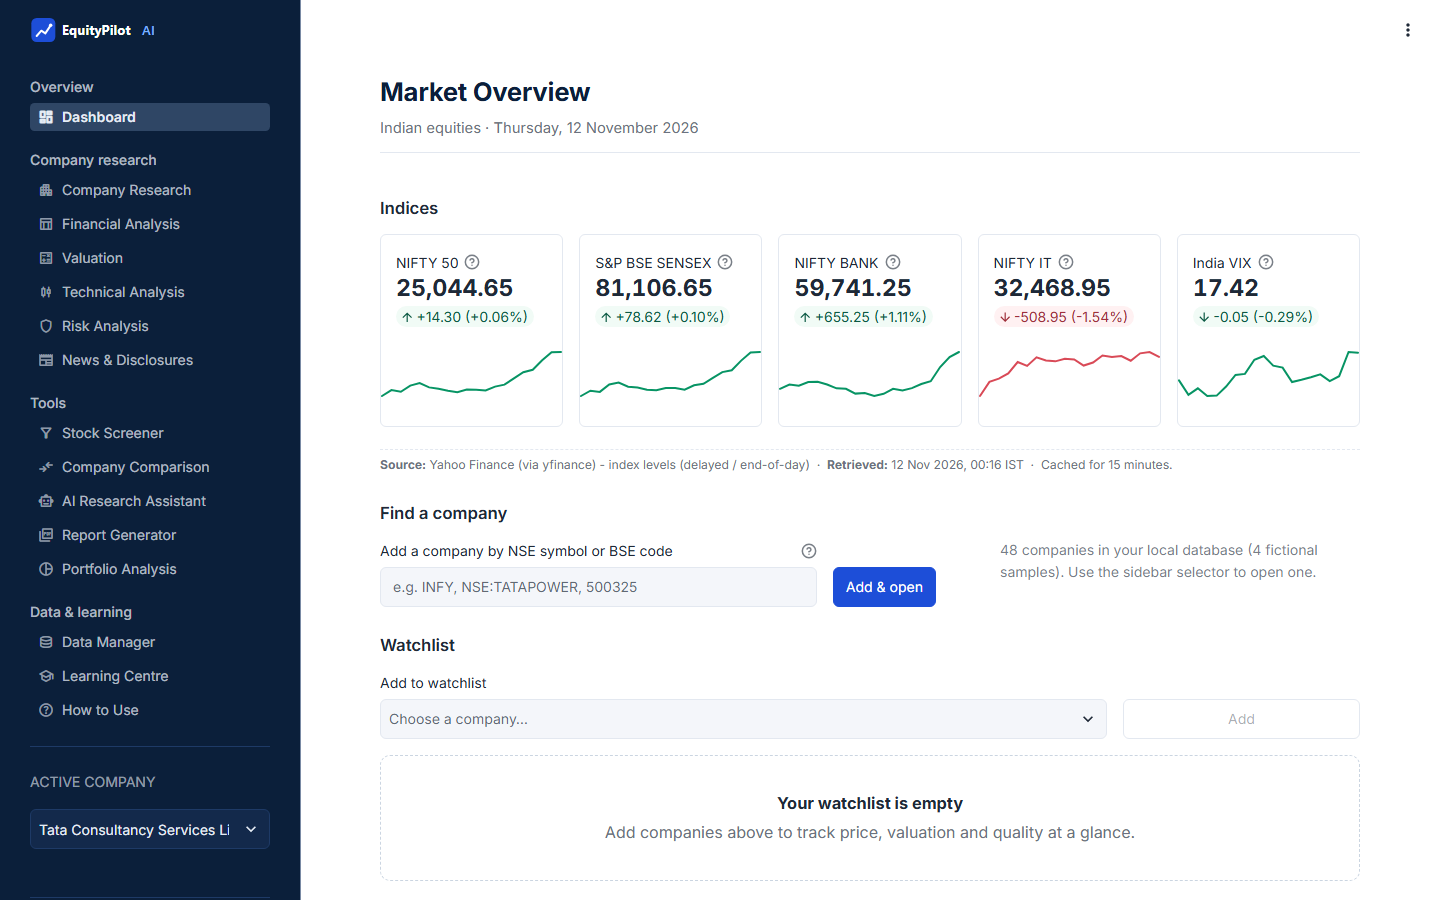 EquityPilot AI
Overview
Dashboard
Company research
Company Research
Financial Analysis
Valuation
Technical Analysis
Risk Analysis
News & Disclosures
Tools
Stock Screener
Company Comparison
AI Research Assistant
Report Generator
Portfolio Analysis
Data & learning
Data Manager
Learning Centre
How to Use
ACTIVE COMPANY
Tata Consultancy Services Li
Market Overview
Indian equities · Thursday, 12 November 2026
Indices
NIFTY 50
25,044.65
↑ +14.30 (+0.06%)
S&P BSE SENSEX
81,106.65
↑ +78.62 (+0.10%)
NIFTY BANK
59,741.25
↑ +655.25 (+1.11%)
NIFTY IT
32,468.95
↓ -508.95 (-1.54%)
India VIX
17.42
↓ -0.05 (-0.29%)
Source: Yahoo Finance (via yfinance) - index levels (delayed / end-of-day) · Retrieved: 12 Nov 2026, 00:16 IST · Cached for 15 minutes.
Find a company
Add a company by NSE symbol or BSE code
e.g. INFY, NSE:TATAPOWER, 500325
Add & open
48 companies in your local database (4 fictional
samples). Use the sidebar selector to open one.
Watchlist
Add to watchlist
Choose a company...
Add
Your watchlist is empty
Add companies above to track price, valuation and quality at a glance.